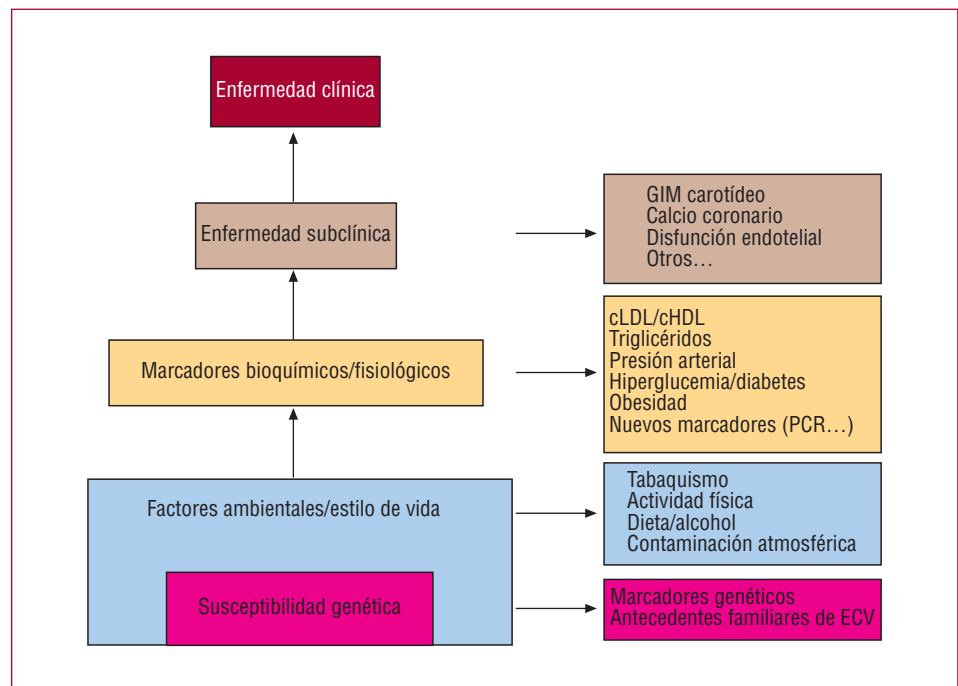 Enfermedad clínica
Enfermedad subclínica
GIM carotídeo
Calcio coronario
Disfunción endotelial
Otros…
Marcadores bioquímicos/fisiológicos
cLDL/cHDL
Triglicéridos
Presión arterial
Hiperglucemia/diabetes
Obesidad
Nuevos marcadores (PCR…)
Factores ambientales/estilo de vida
Tabaquismo
Actividad física
Dieta/alcohol
Contaminación atmosférica
Susceptibilidad genética
Marcadores genéticos
Antecedentes familiares de ECV